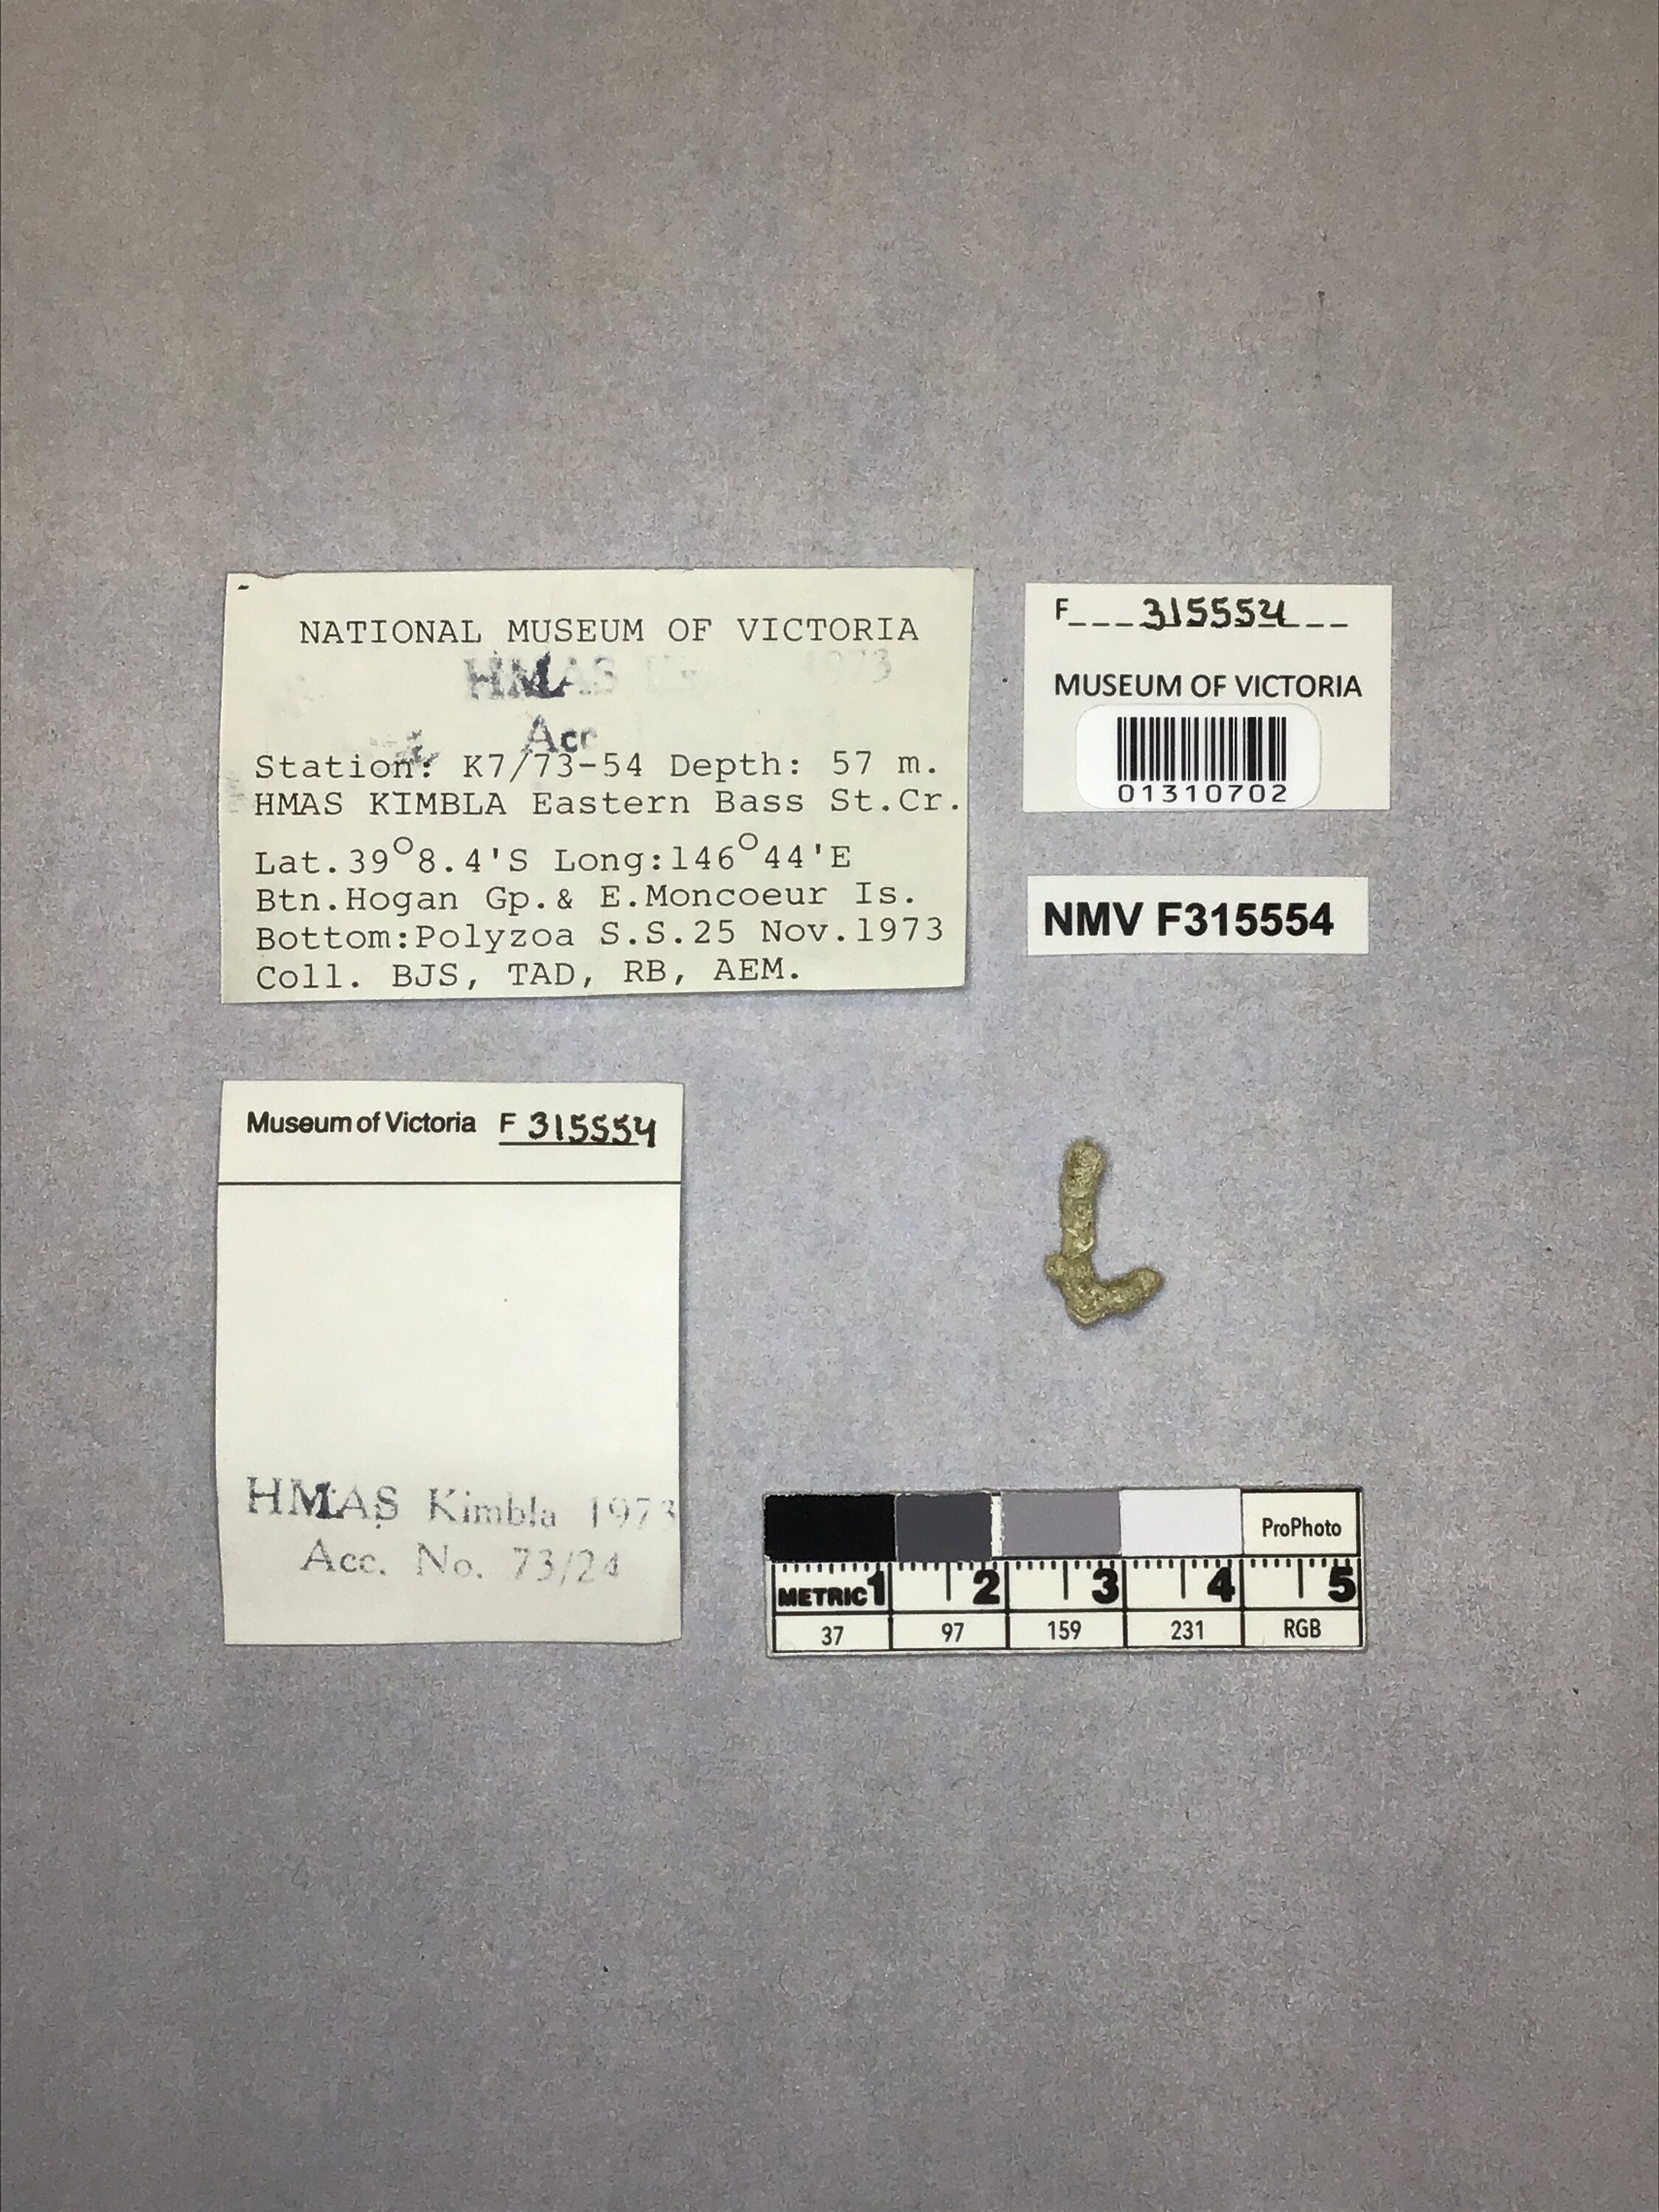 NATIONAL MUSEUM OF VICTORIA
HMAS 1973
Acc
Station: K7/73-54 Depth: 57 m.
HMAS KIMBLA Eastern Bass St.Cr.
Lat.39°8.4'S Long:146°44'E
Btn.Hogan Gp.& E.Moncoeur Is.
Bottom:Polyzoa S.S.25 Nov.1973
Coll. BJS, TAD, RB, AEM.
F___315554___
MUSEUM OF VICTORIA
01310702
NMV F315554
Museum of Victoria F 315554
HMAS Kimbla 1973
Acc. No. 73/24
ProPhoto
METRIC 1 2 3 4 5
37 97 159 231 RGB